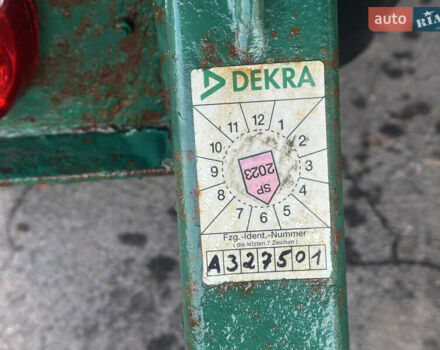 auto RIA
DEKRA
11 12 1
10 2
9 3
8 4
7 6 5
SP
2023
Fzg.-Ident.-Nummer
(die letzten 7 Zeichen)
A327501